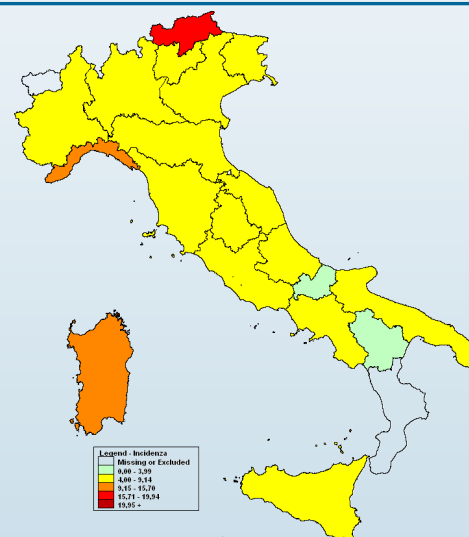 Legend - Incidenza
Missing or Excluded
0,00 - 3,99
4,00 - 9,14
9,15 - 15,70
15,71 - 19,94
19,95 +